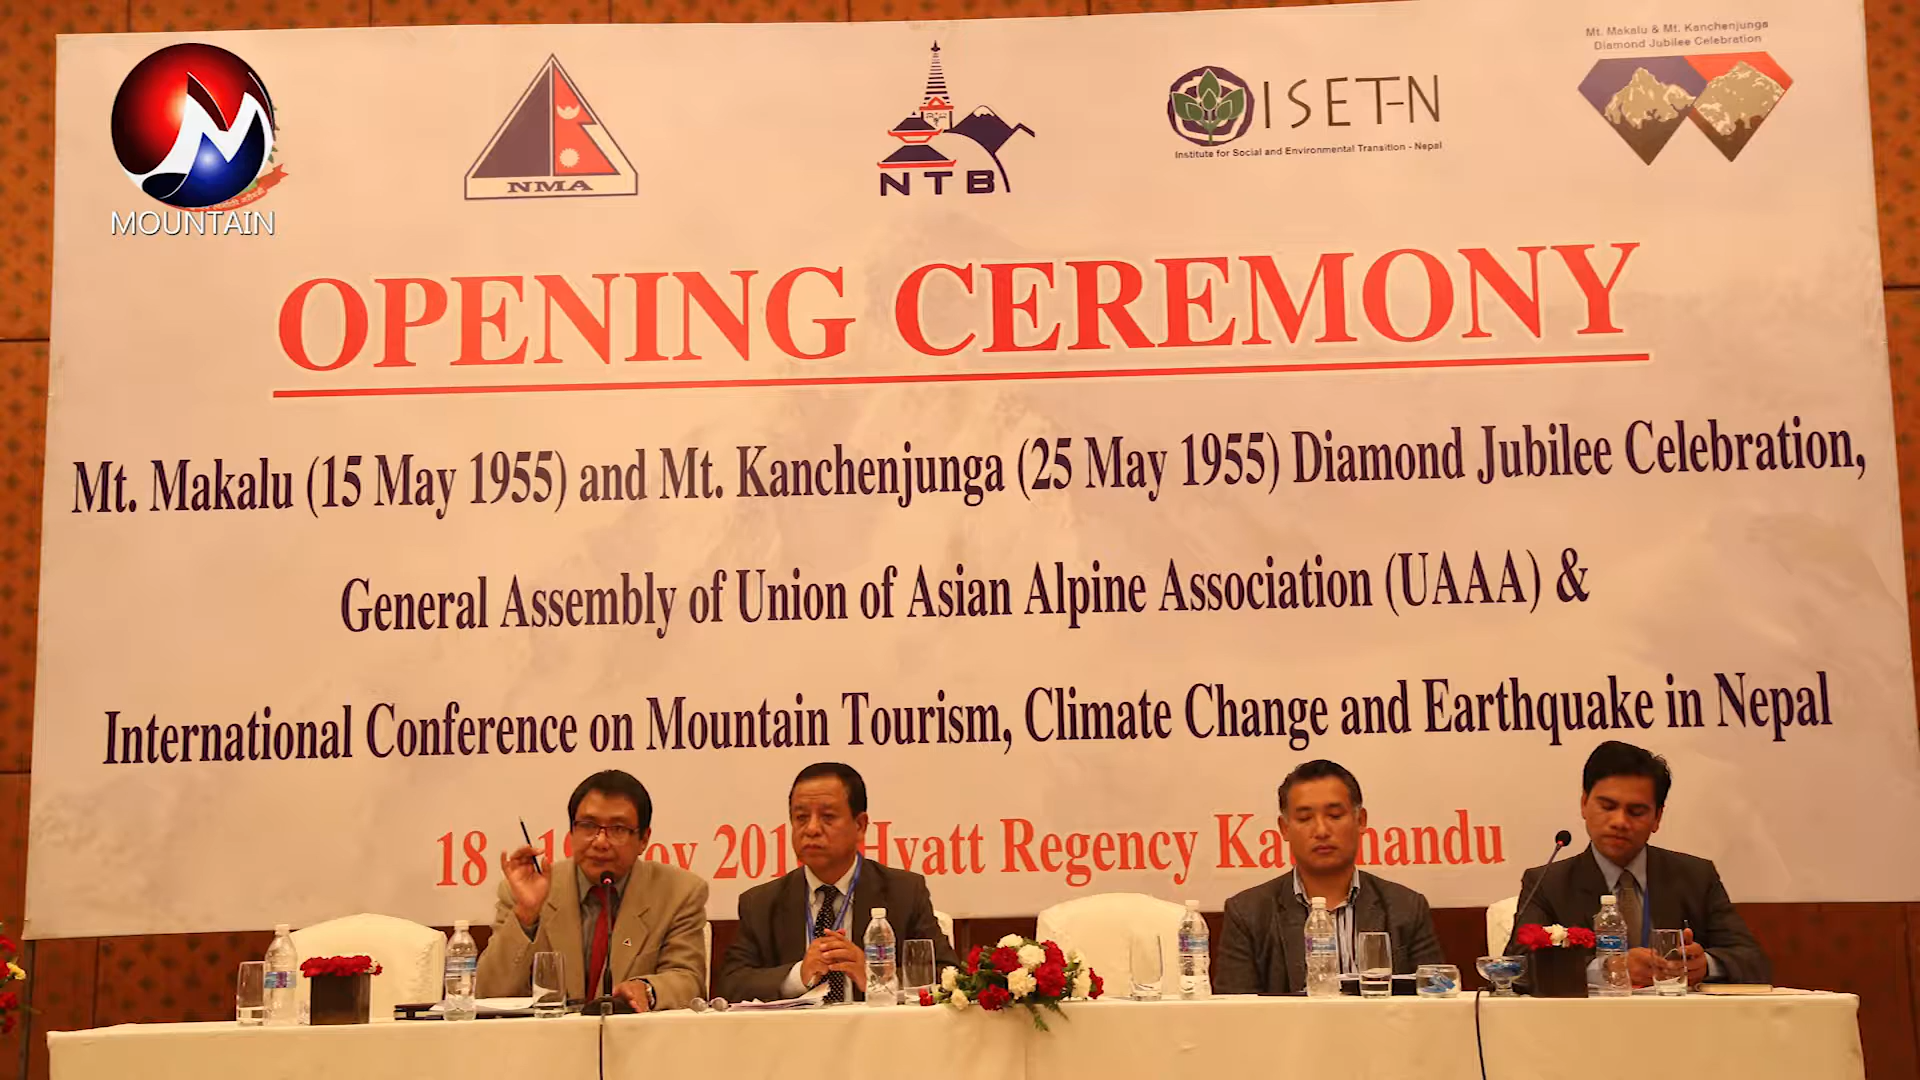 MOUNTAIN
NMA
NTB
ISET-N
Institute for Social and Environmental Transition - Nepal
Mt. Makalu & Mt. Kanchenjunga
Diamond Jubilee Celebration
OPENING CEREMONY
Mt. Makalu (15 May 1955) and Mt. Kanchenjunga (25 May 1955) Diamond Jubilee Celebration,
General Assembly of Union of Asian Alpine Association (UAAA) &
International Conference on Mountain Tourism, Climate Change and Earthquake in Nepal
18 Hyatt Regency